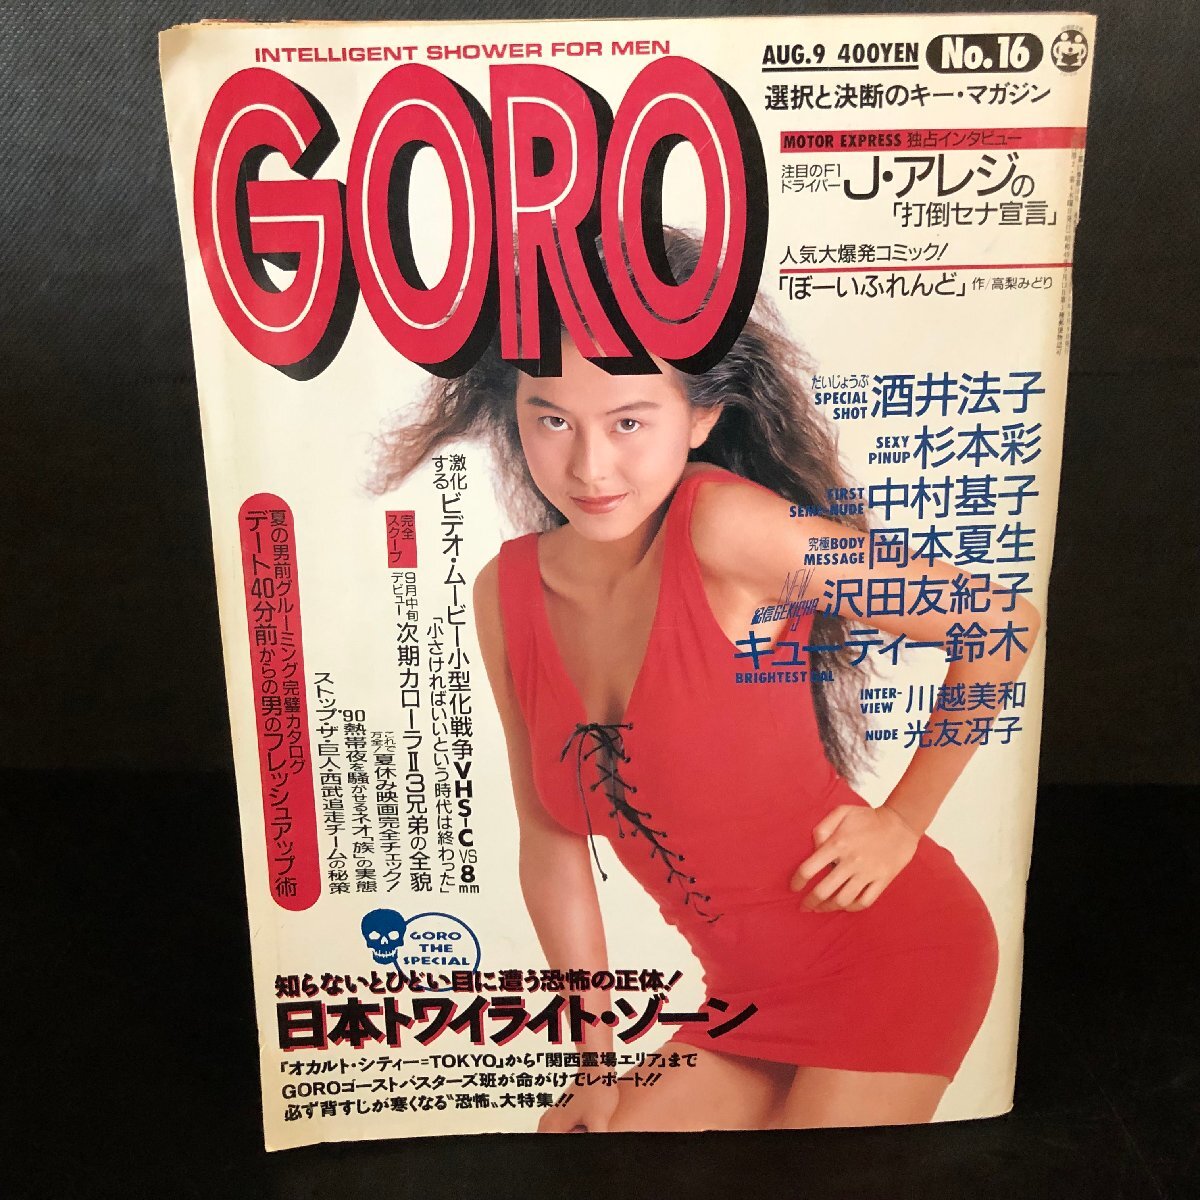 INTELLIGENT SHOWER FOR MEN
GORO
AUG.9 400YEN No.16
選択と決断のキー・マガジン
MOTOR EXPRESS 独占インタビュー
注目のF1
ドライバー
J・アレジの
「打倒セナ宣言」
人気大爆発コミック!
「ぼーいふれんど」作/高梨みどり
だいじょうぶ
SPECIAL
SHOT
酒井法子
SEXY
PINUP
杉本彩
FIRST
SEMI-NUDE
中村基子
究極BODY
MESSAGE
岡本夏生
NEW
沢田友紀子
キューティー鈴木
BRIGHTEST GAL
INTER-
VIEW
川越美和
NUDE
光友冴子
激化
する
ビデオ・ムービー小型化戦争VHS-C VS 8mm
「小さければいいという時代は終わった」
完全
スクープ
9月中旬
デビュー
次期カローラII3兄弟の全貌
これで
万全!
夏休み映画完全チェック!
'90熱帯夜を騒がせるネオ「族」の実態
ストップ・ザ・巨人・西武追走チームの秘策
夏の男前グルーミング完璧カタログ
デート40分前からの男のフレッシュアップ術
GORO
THE
SPECIAL
知らないとひどい目に遭う恐怖の正体!
日本トワイライト・ゾーン
「オカルト・シティー=TOKYO」から「関西霊場エリア」まで
GOROゴーストバスターズ班が命がけでレポート!!
必ず背すじが寒くなる"恐怖"大特集!!